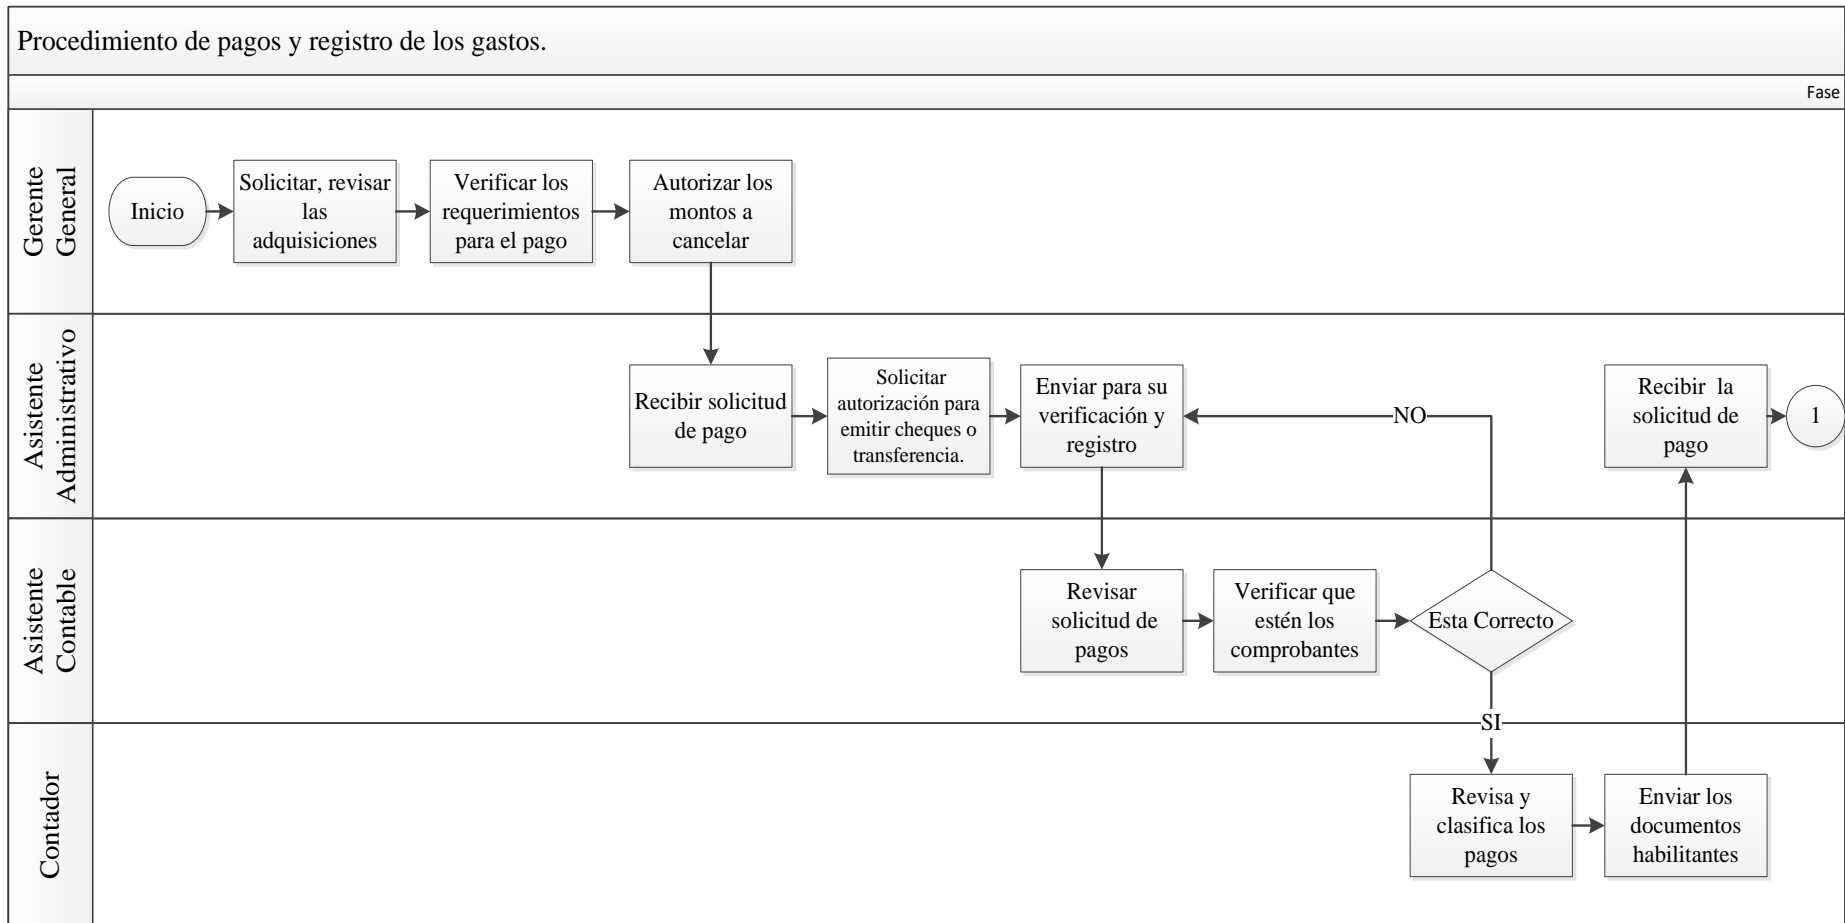 Procedimiento de pagos y registro de los gastos.
Fase
Gerente
General
Inicio
Solicitar, revisar
las
adquisiciones
Verificar los
requerimientos
para el pago
Autorizar los
montos a
cancelar
Asistente
Administrativo
Recibir solicitud
de pago
Solicitar
autorización para
emitir cheques o
transferencia.
Enviar para su
verificación y
registro
NO
Recibir la
solicitud de
pago
1
Asistente
Contable
Revisar
solicitud de
pagos
Verificar que
estén los
comprobantes
Esta Correcto
SI
Contador
Revisa y
clasifica los
pagos
Enviar los
documentos
habilitantes